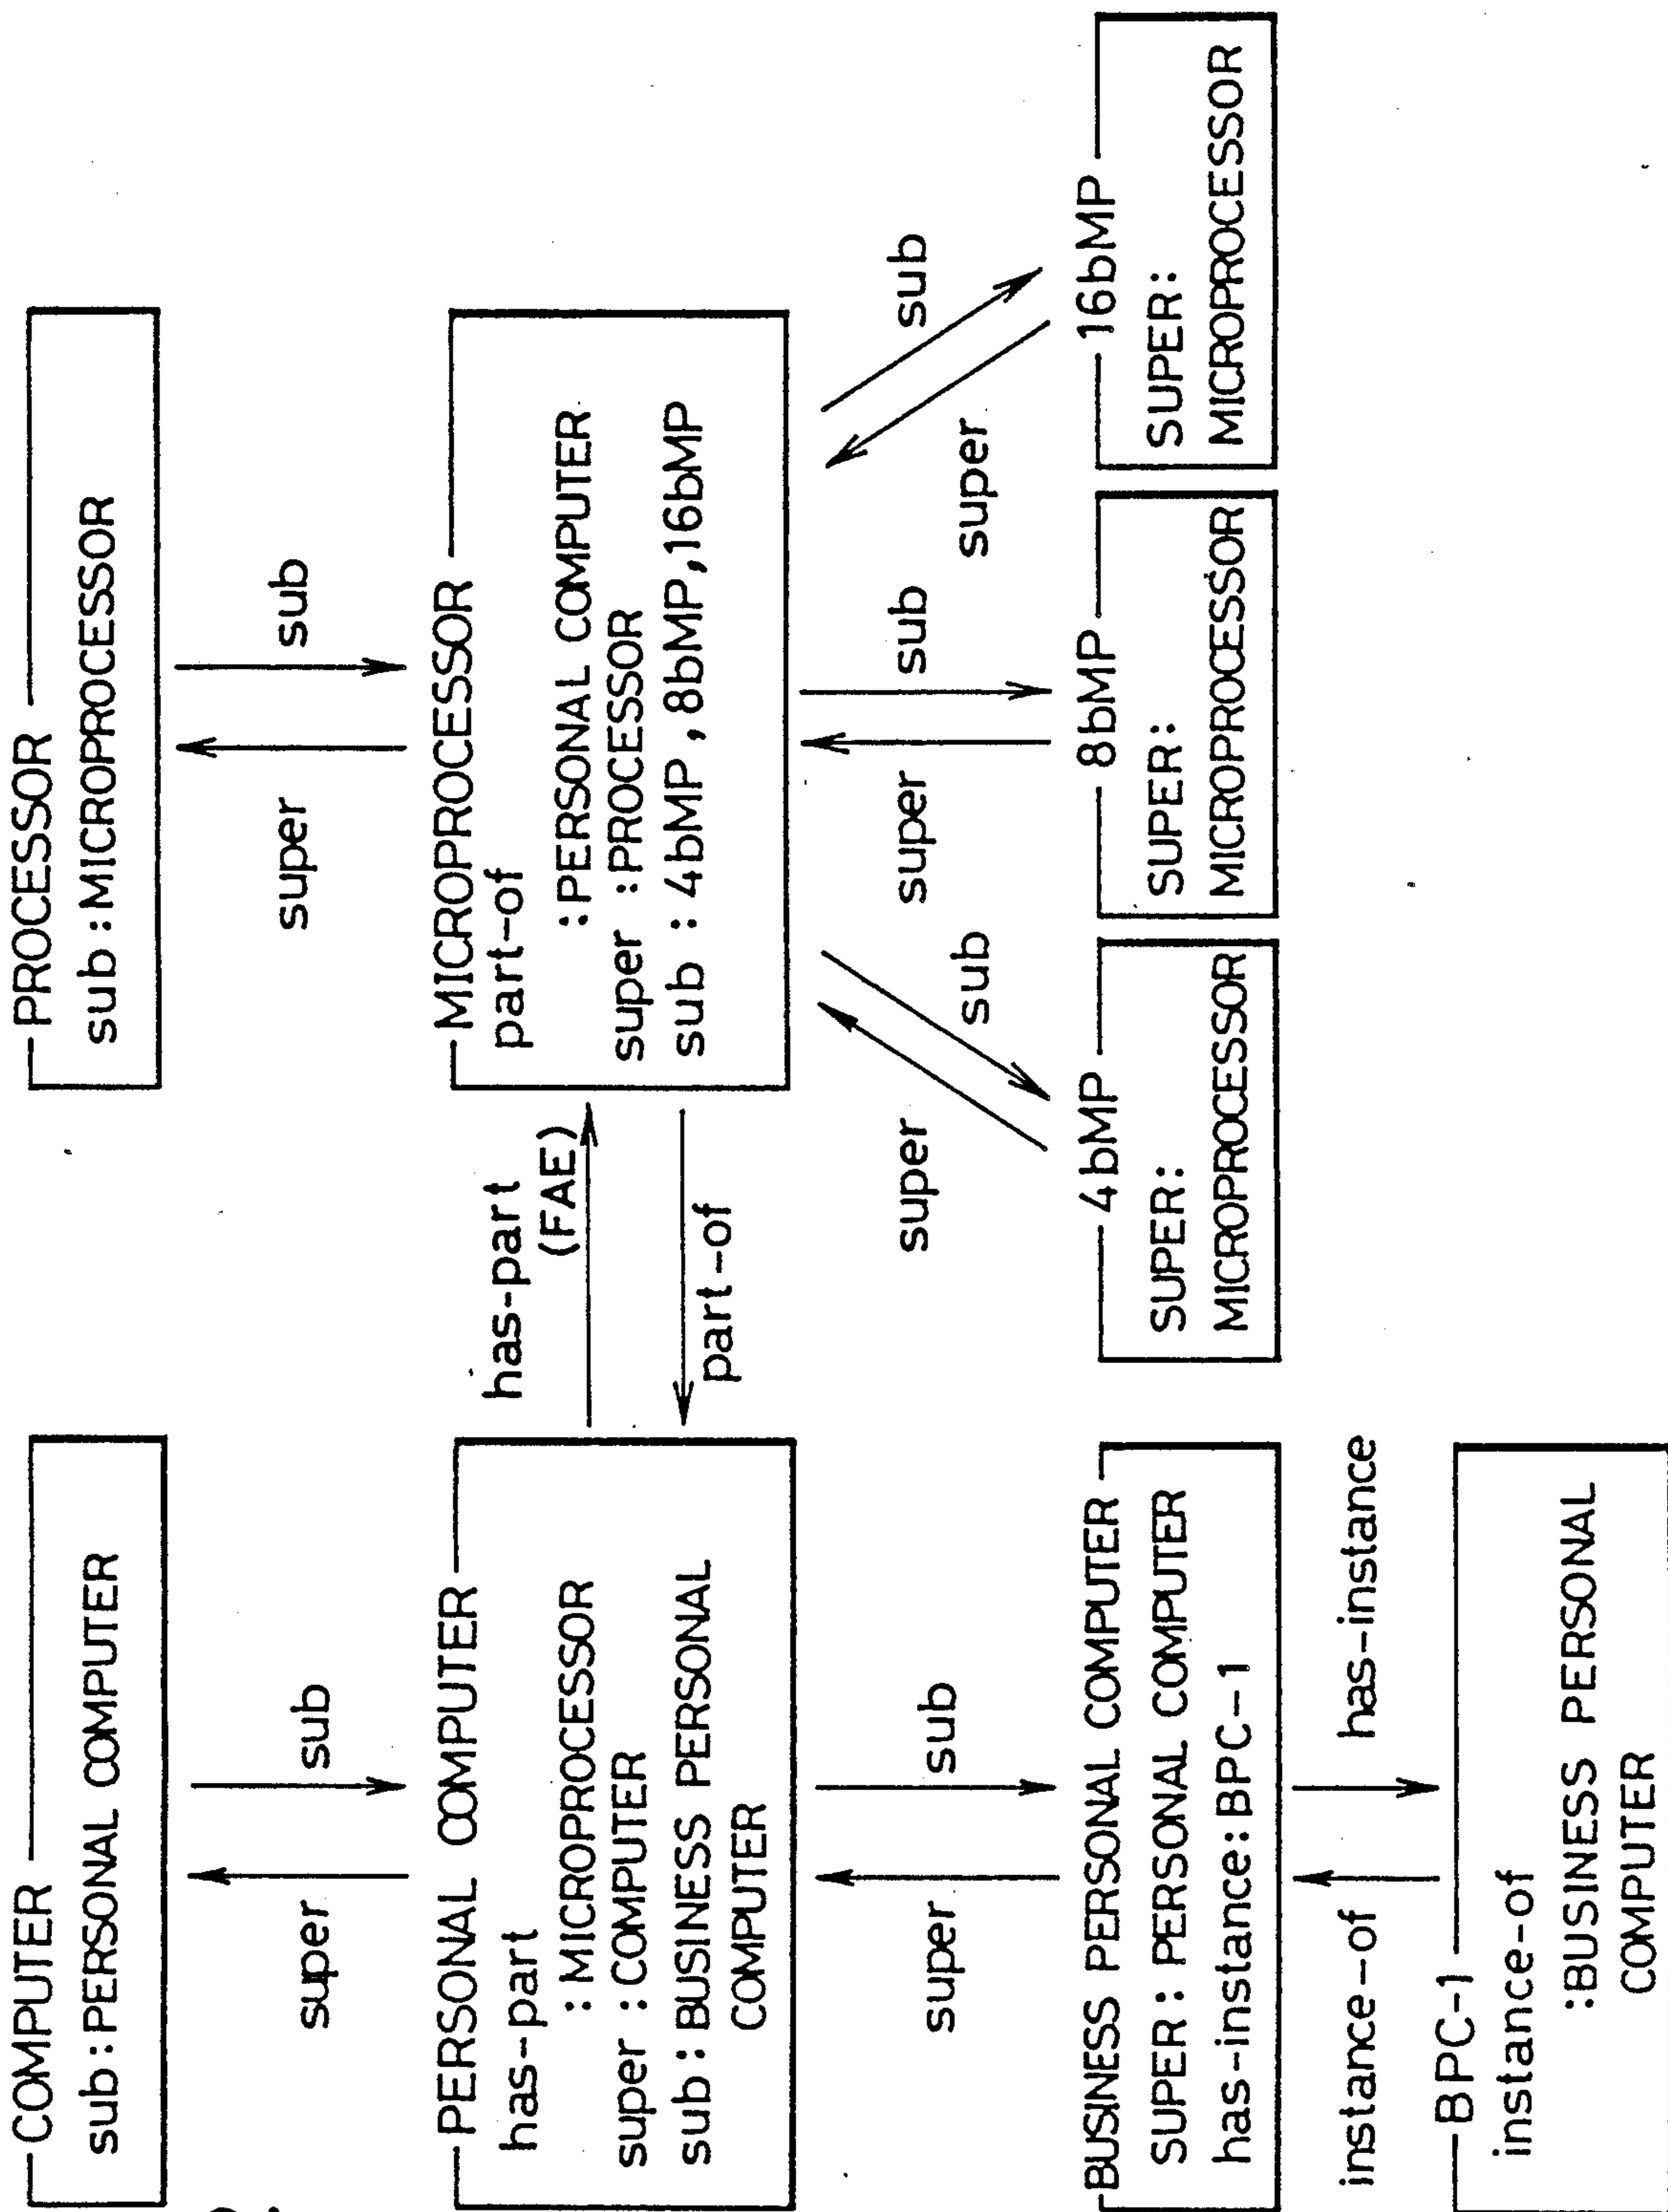 COMPUTER
sub : PERSONAL COMPUTER
super
sub
PERSONAL COMPUTER
has-part
: MICROPROCESSOR
super : COMPUTER
sub : BUSINESS PERSONAL
COMPUTER
has-part
(FAE)
part-of
super
sub
BUSINESS PERSONAL COMPUTER
SUPER : PERSONAL COMPUTER
has-instance : BPC-1
instance-of
has-instance
BPC-1
instance-of
:BUSINESS PERSONAL
COMPUTER
PROCESSOR
sub : MICROPROCESSOR
super
sub
MICROPROCESSOR
part-of
:PERSONAL COMPUTER
super :PROCESSOR
sub : 4bMP, 8bMP, 16bMP
super
sub
super
sub
super
sub
4bMP
SUPER:
MICROPROCESSOR
8bMP
SUPER:
MICROPROCESSOR
16bMP
SUPER:
MICROPROCESSOR